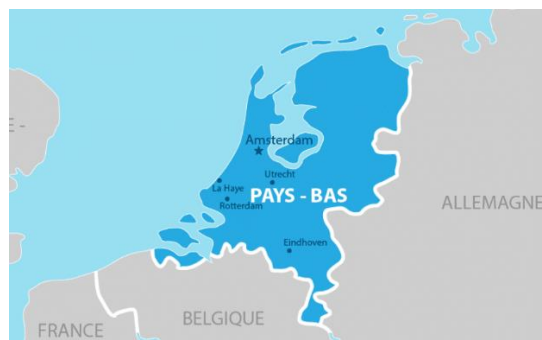 E -
Amsterdam
Utrecht
La Haye
PAYS - BAS
Rotterdam
ALLEMAGNE
Eindhoven
BELGIQUE
FRANCE